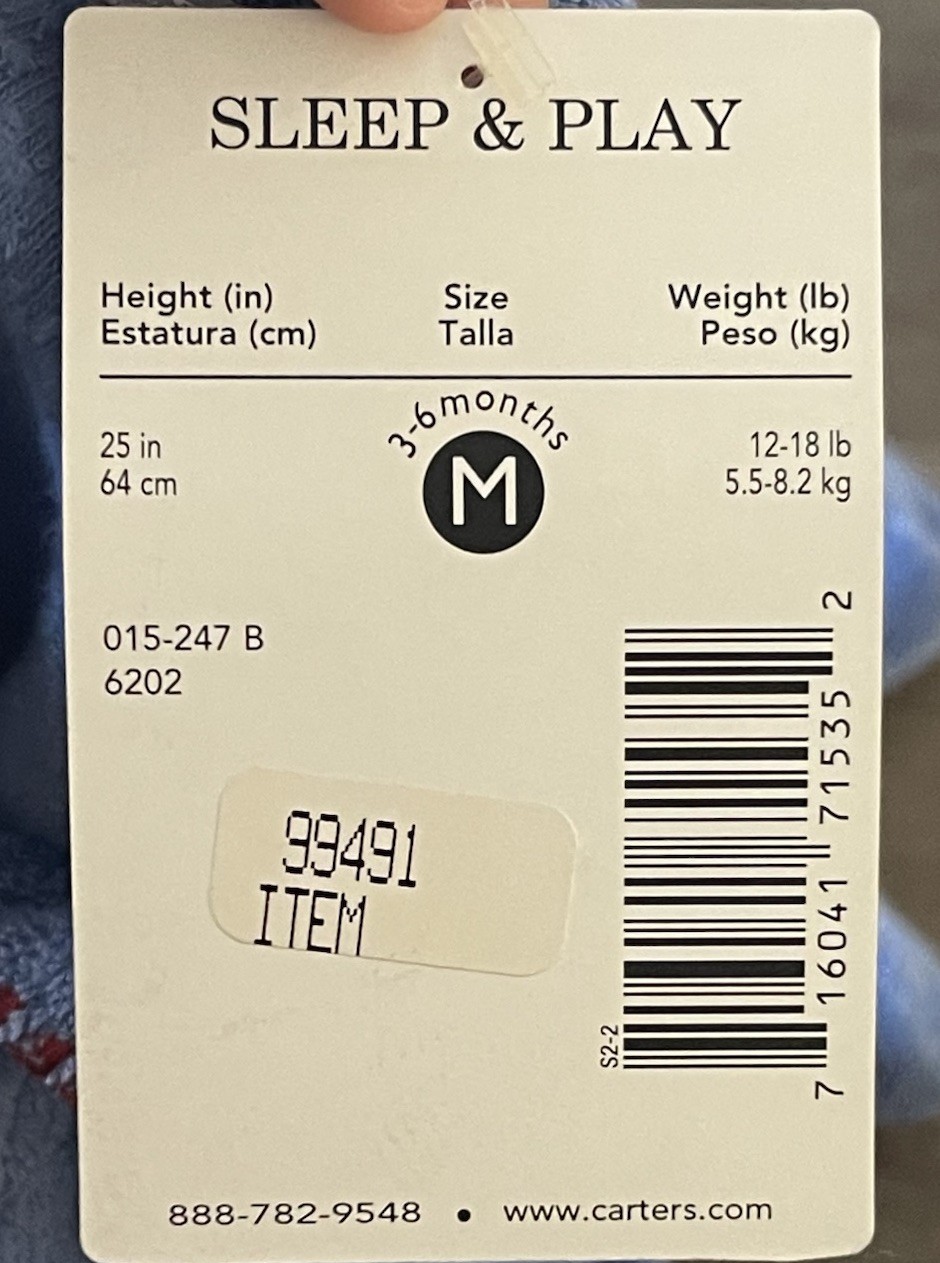 SLEEP & PLAY
Height (in) Size Weight (lb)
Estatura (cm) Talla Peso (kg)
3-6 months
25 in M 12-18 lb
64 cm 5.5-8.2 kg
015-247 B
6202
99491
ITEM
S2-2
7 16041 71535 2
888-782-9548 • www.carters.com